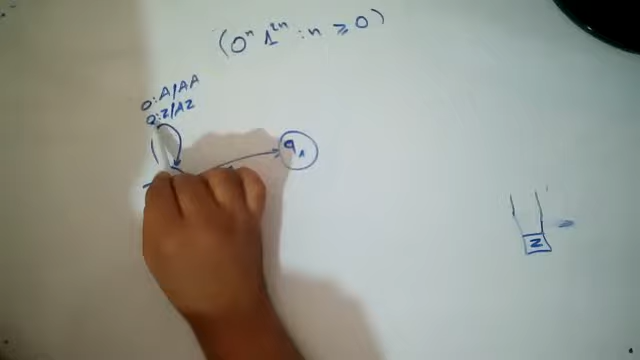 (0ⁿ 1²ⁿ : n ≥ 0)
0:A/AA
0:Z/AZ
q₁
Z